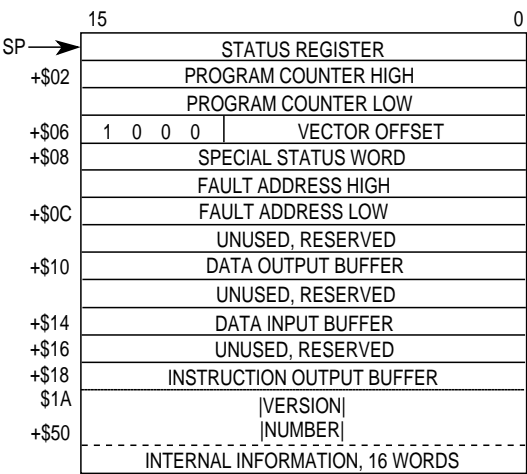 15 0
SP STATUS REGISTER
+$02 PROGRAM COUNTER HIGH
PROGRAM COUNTER LOW
+$06 1 0 0 0 VECTOR OFFSET
+$08 SPECIAL STATUS WORD
FAULT ADDRESS HIGH
+$0C FAULT ADDRESS LOW
UNUSED, RESERVED
+$10 DATA OUTPUT BUFFER
UNUSED, RESERVED
+$14 DATA INPUT BUFFER
+$16 UNUSED, RESERVED
+$18 INSTRUCTION OUTPUT BUFFER
$1A |VERSION|
+$50 |NUMBER|
INTERNAL INFORMATION, 16 WORDS